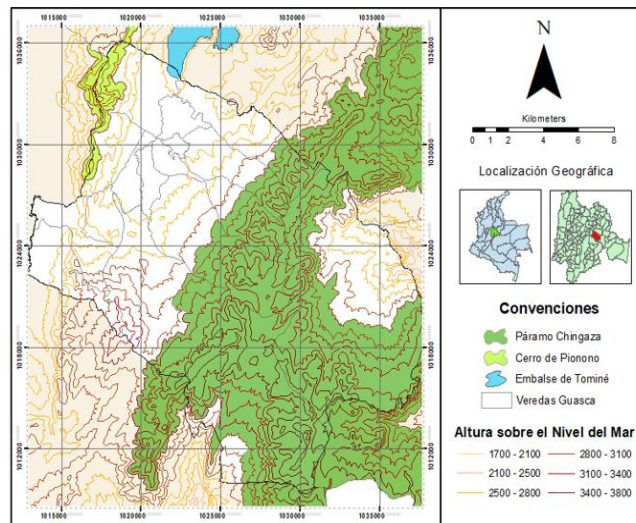 1015000 1020000 1025000 1030000 1035000
1036000 1036000
1030000 1030000
1024000 1024000
1018000 1018000
1012000 1012000
1015000 1020000 1025000 1030000 1035000
N
Kilometers
0 1 2 4 6 8
Localización Geográfica
Convenciones
Páramo Chingaza
Cerro de Pionono
Embalse de Tominé
Veredas Guasca
Altura sobre el Nivel del Mar
1700 - 2100 2800 - 3100
2100 - 2500 3100 - 3400
2500 - 2800 3400 - 3800